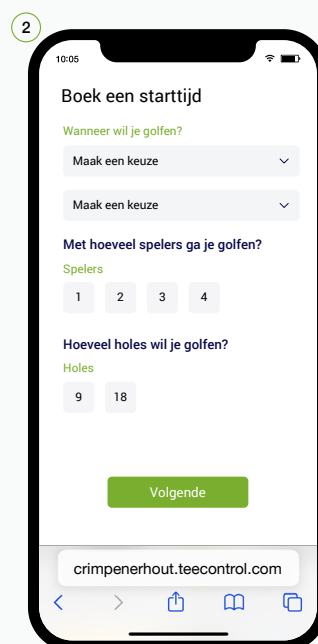 2
10:05
Boek een starttijd
Wanneer wil je golfen?
Maak een keuze
Maak een keuze
Met hoeveel spelers ga je golfen?
Spelers
1 2 3 4
Hoeveel holes wil je golfen?
Holes
9 18
Volgende
crimpenerhout.teecontrol.com